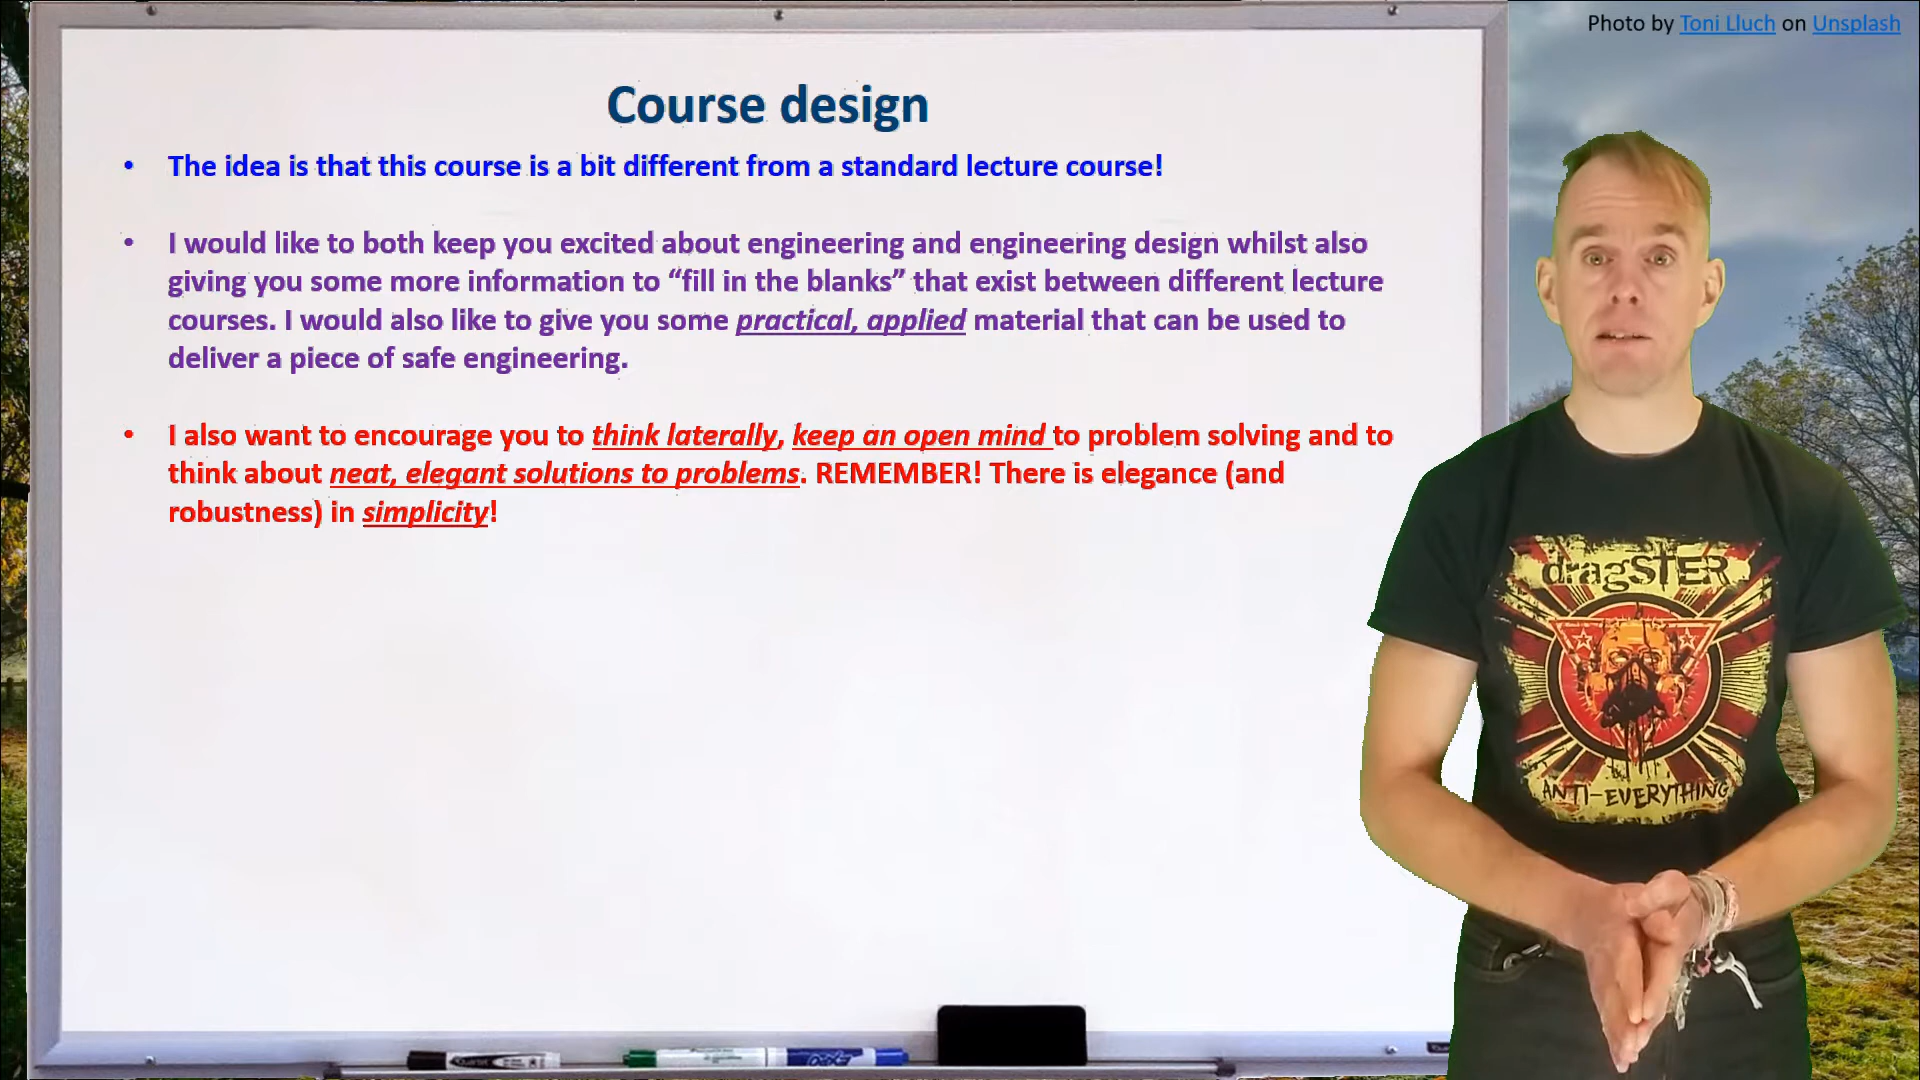 Photo by Toni Lluch on Unsplash
Course design
• The idea is that this course is a bit different from a standard lecture course!
• I would like to both keep you excited about engineering and engineering design whilst also
giving you some more information to “fill in the blanks” that exist between different lecture
courses. I would also like to give you some practical, applied material that can be used to
deliver a piece of safe engineering.
• I also want to encourage you to think laterally, keep an open mind to problem solving and to
think about neat, elegant solutions to problems. REMEMBER! There is elegance (and
robustness) in simplicity!
dragSTER
ANTI-EVERYTHING